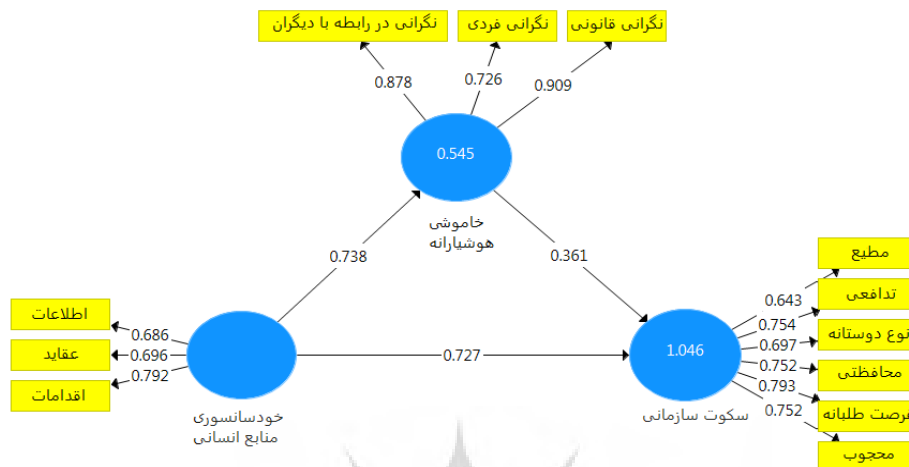 نگرانی در رابطه با دیگران
نگرانی فردی
نگرانی قانونی
0.878
0.726
0.909
0.545
خاموشی
هوشیارانه
0.738
0.361
مطیع
تدافعی
نوع دوستانه
محافظتی
فرصت طلبانه
محجوب
0.643
0.754
0.697
0.752
0.793
0.752
1.046
سکوت سازمانی
0.727
اطلاعات
عقاید
اقدامات
0.686
0.696
0.792
خودسانسوری
منابع انسانی